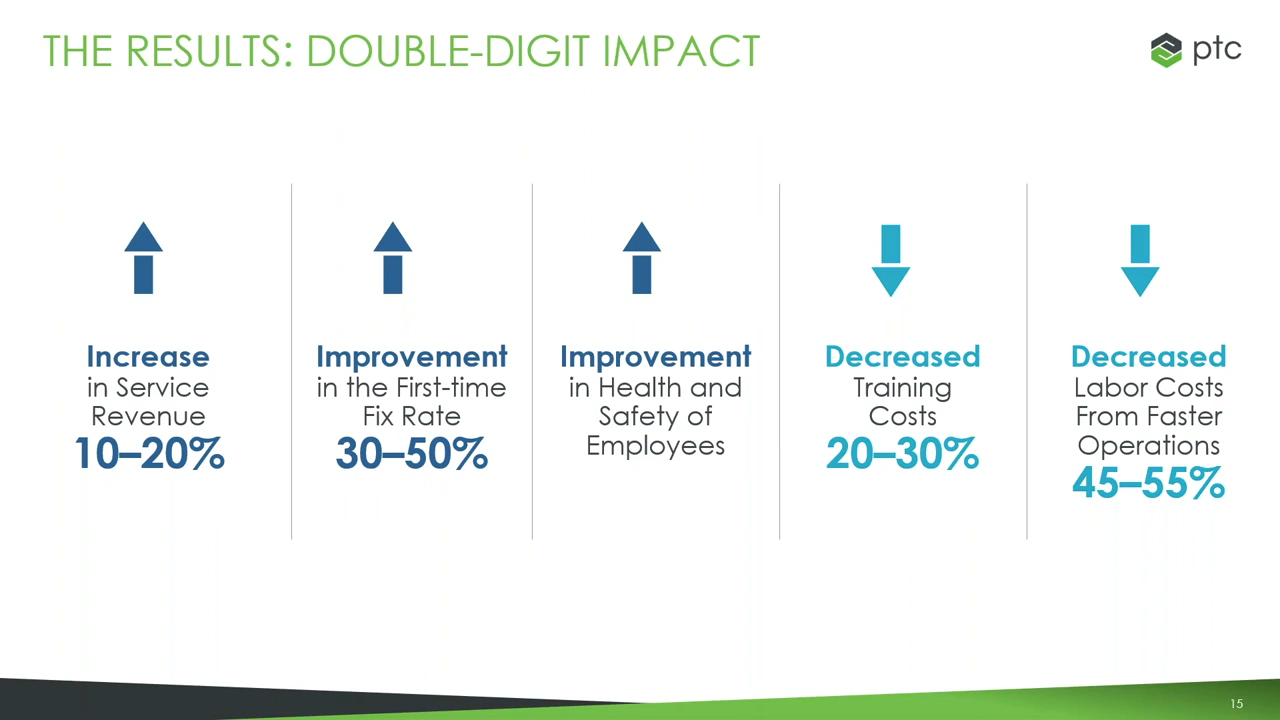 THE RESULTS: DOUBLE-DIGIT IMPACT
ptc
Increase
in Service
Revenue
10–20%
Improvement
in the First-time
Fix Rate
30–50%
Improvement
in Health and
Safety of
Employees
Decreased
Training
Costs
20–30%
Decreased
Labor Costs
From Faster
Operations
45–55%
15